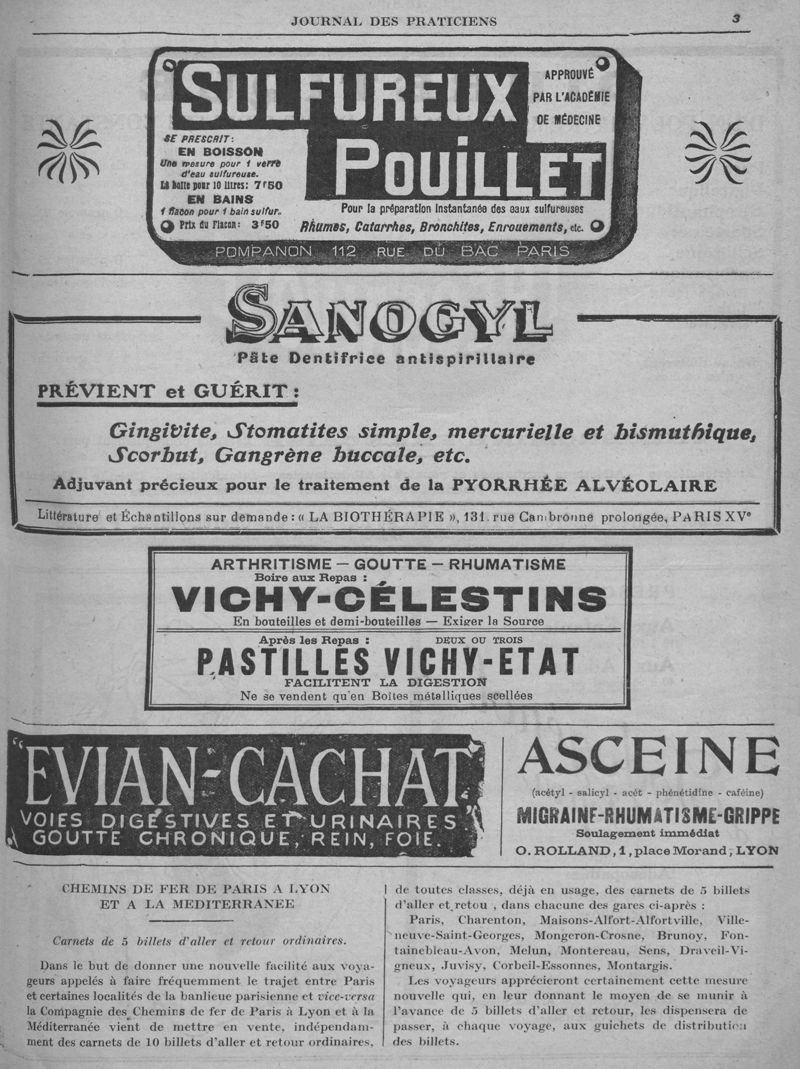 JOURNAL DES PRATICIENS
3
SULFUREUX
POUILLET
APPROUVÉ
PAR L'ACADÉMIE
DE MÉDECINE
SE PRESCRIT:
EN BOISSON
Une mesure pour 1 verre
d'eau sulfureuse.
La boîte pour 10 litres: 7f50
EN BAINS
1 flacon pour 1 bain sulfur..
Prix du Flacon: 3f50
Pour la préparation instantanée des eaux sulfureuses
Rhumes, Catarrhes, Bronchites, Enrouements, etc.
POMPANON 112 RUE DU BAC PARIS
SANOGYL
Pâte Dentifrice antispirillaire
PRÉVIENT et GUÉRIT:
Gingivite, Stomatites simple, mercurielle et bismuthique,
Scorbut, Gangrène buccale, etc.
Adjuvant précieux pour le traitement de la PYORRHÉE ALVÉOLAIRE
Littérature et Échantillons sur demande: « LA BIOTHÉRAPIE », 131. rue Cambronne prolongée, PARIS XVe
ARTHRITISME — GOUTTE — RHUMATISME
Boire aux Repas :
VICHY-CÉLESTINS
En bouteilles et demi-bouteilles — Exiger la Source
Après les Repas : DEUX OU TROIS
PASTILLES VICHY-ETAT
FACILITENT LA DIGESTION
Ne se vendent qu'en Boîtes métalliques scellées
"EVIAN-CACHAT"
VOIES DIGÉSTIVES ET URINAIRES
GOUTTE CHRONIQUE, REIN, FOIE.
ASCEINE
(acétyl - salicyl - acét - phénétidine - caféine)
MIGRAINE-RHUMATISME-GRIPPE
Soulagement immédiat
O. ROLLAND, 1, place Morand, LYON
CHEMINS DE FER DE PARIS A LYON
ET A LA MEDITERRANEE
Carnets de 5 billets d'aller et retour ordinaires.
Dans le but de donner une nouvelle facilité aux voya-
geurs appelés à faire fréquemment le trajet entre Paris
et certaines localités de la banlieue parisienne et vice-versa
la Compagnie des Chemins de fer de Paris à Lyon et à la
Méditerranée vient de mettre en vente, indépendam-
ment des carnets de 10 billets d'aller et retour ordinaires,
de toutes classes, déjà en usage, des carnets de 5 billets
d'aller et retou , dans chacune des gares ci-après :
Paris, Charenton, Maisons-Alfort-Alfortville, Ville-
neuve-Saint-Georges, Mongeron-Crosne, Brunoy, Fon-
tainebleau-Avon, Melun, Montereau, Sens, Draveil-Vi-
gneux, Juvisy, Corbeil-Essonnes, Montargis.
Les voyageurs apprécieront certainement cette mesure
nouvelle qui, en leur donnant le moyen de se munir à
l'avance de 5 billets d'aller et retour, les dispensera de
passer, à chaque voyage, aux guichets de distribution
des billets.